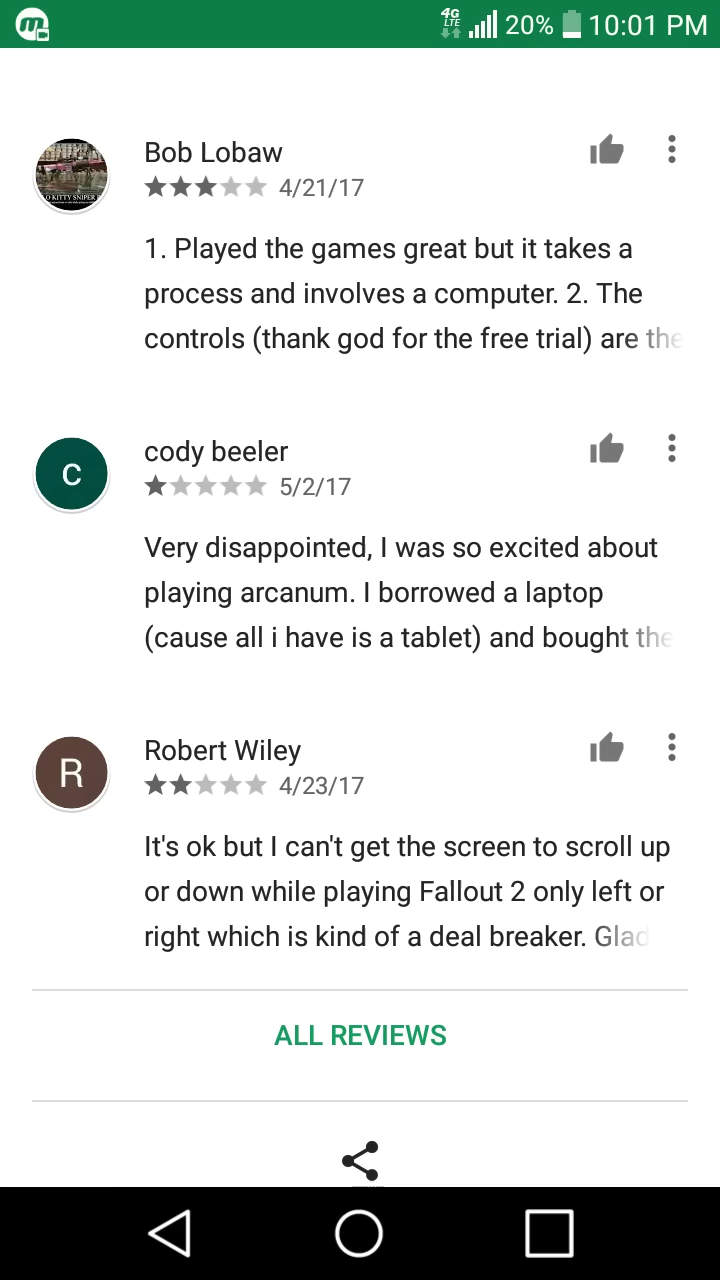 4G LTE 20% 10:01 PM
Bob Lobaw
4/21/17
O KITTY SNIPER
1. Played the games great but it takes a
process and involves a computer. 2. The
controls (thank god for the free trial) are the
cody beeler
5/2/17
C
Very disappointed, I was so excited about
playing arcanum. I borrowed a laptop
(cause all i have is a tablet) and bought the
Robert Wiley
4/23/17
R
It's ok but I can't get the screen to scroll up
or down while playing Fallout 2 only left or
right which is kind of a deal breaker. Glad
ALL REVIEWS